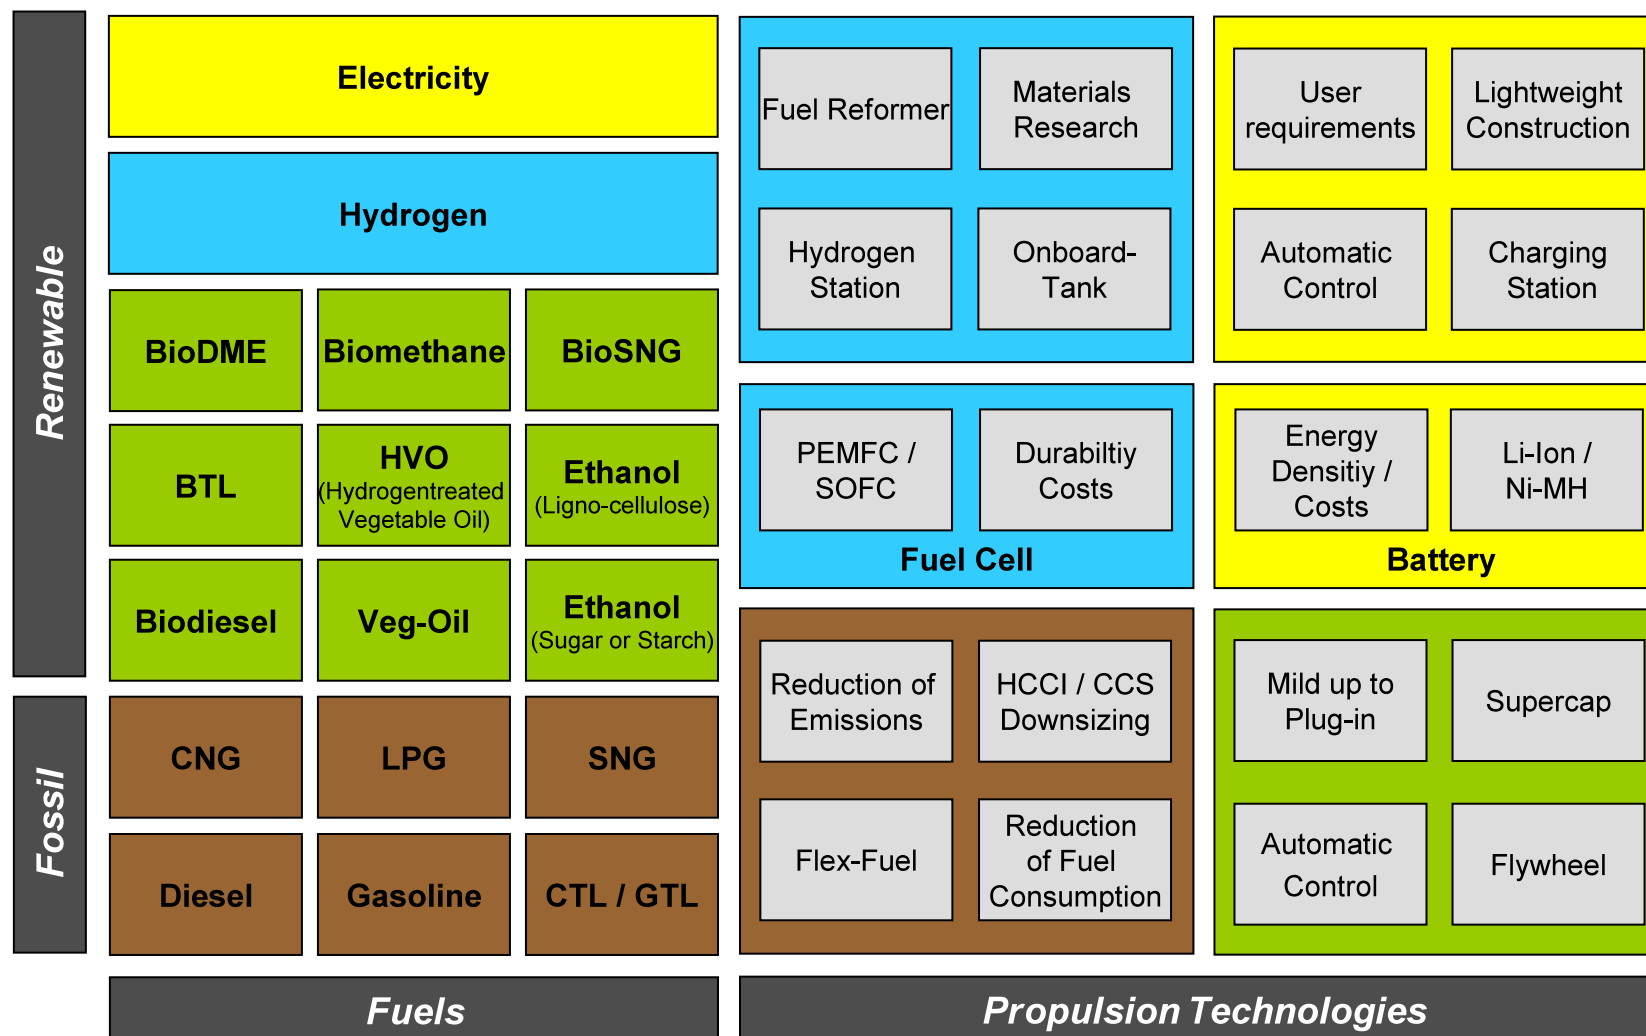 Renewable
Fossil
Electricity
Hydrogen
BioDME
Biomethane
BioSNG
BTL
HVO
(Hydrogentreated
Vegetable Oil)
Ethanol
(Ligno-cellulose)
Biodiesel
Veg-Oil
Ethanol
(Sugar or Starch)
CNG
LPG
SNG
Diesel
Gasoline
CTL / GTL
Fuels
Fuel Reformer
Materials
Research
Hydrogen
Station
Onboard-
Tank
PEMFC /
SOFC
Durabiltiy
Costs
Fuel Cell
User
requirements
Lightweight
Construction
Automatic
Control
Charging
Station
Energy
Densitiy /
Costs
Li-Ion /
Ni-MH
Battery
Reduction of
Emissions
HCCI / CCS
Downsizing
Flex-Fuel
Reduction
of Fuel
Consumption
Mild up to
Plug-in
Supercap
Automatic
Control
Flywheel
Propulsion Technologies